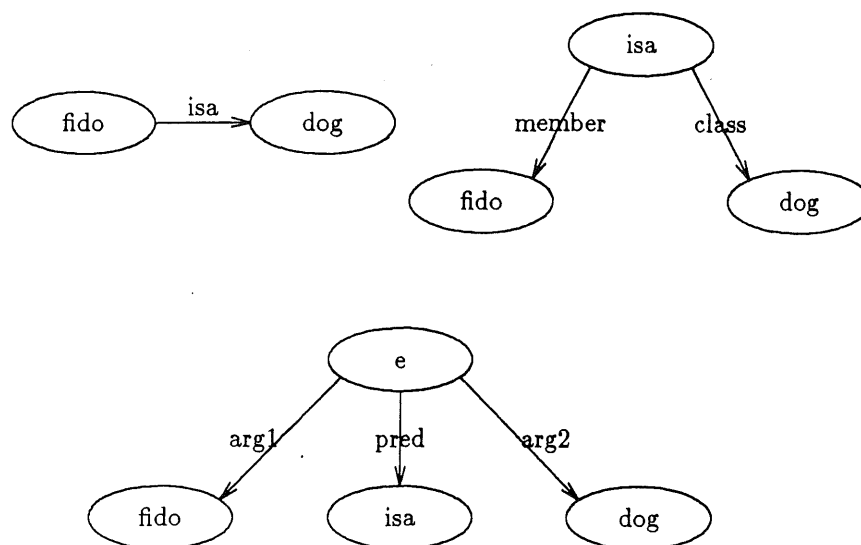 fido isa dog
isa
member class
fido dog
e
arg1 pred arg2
fido isa dog